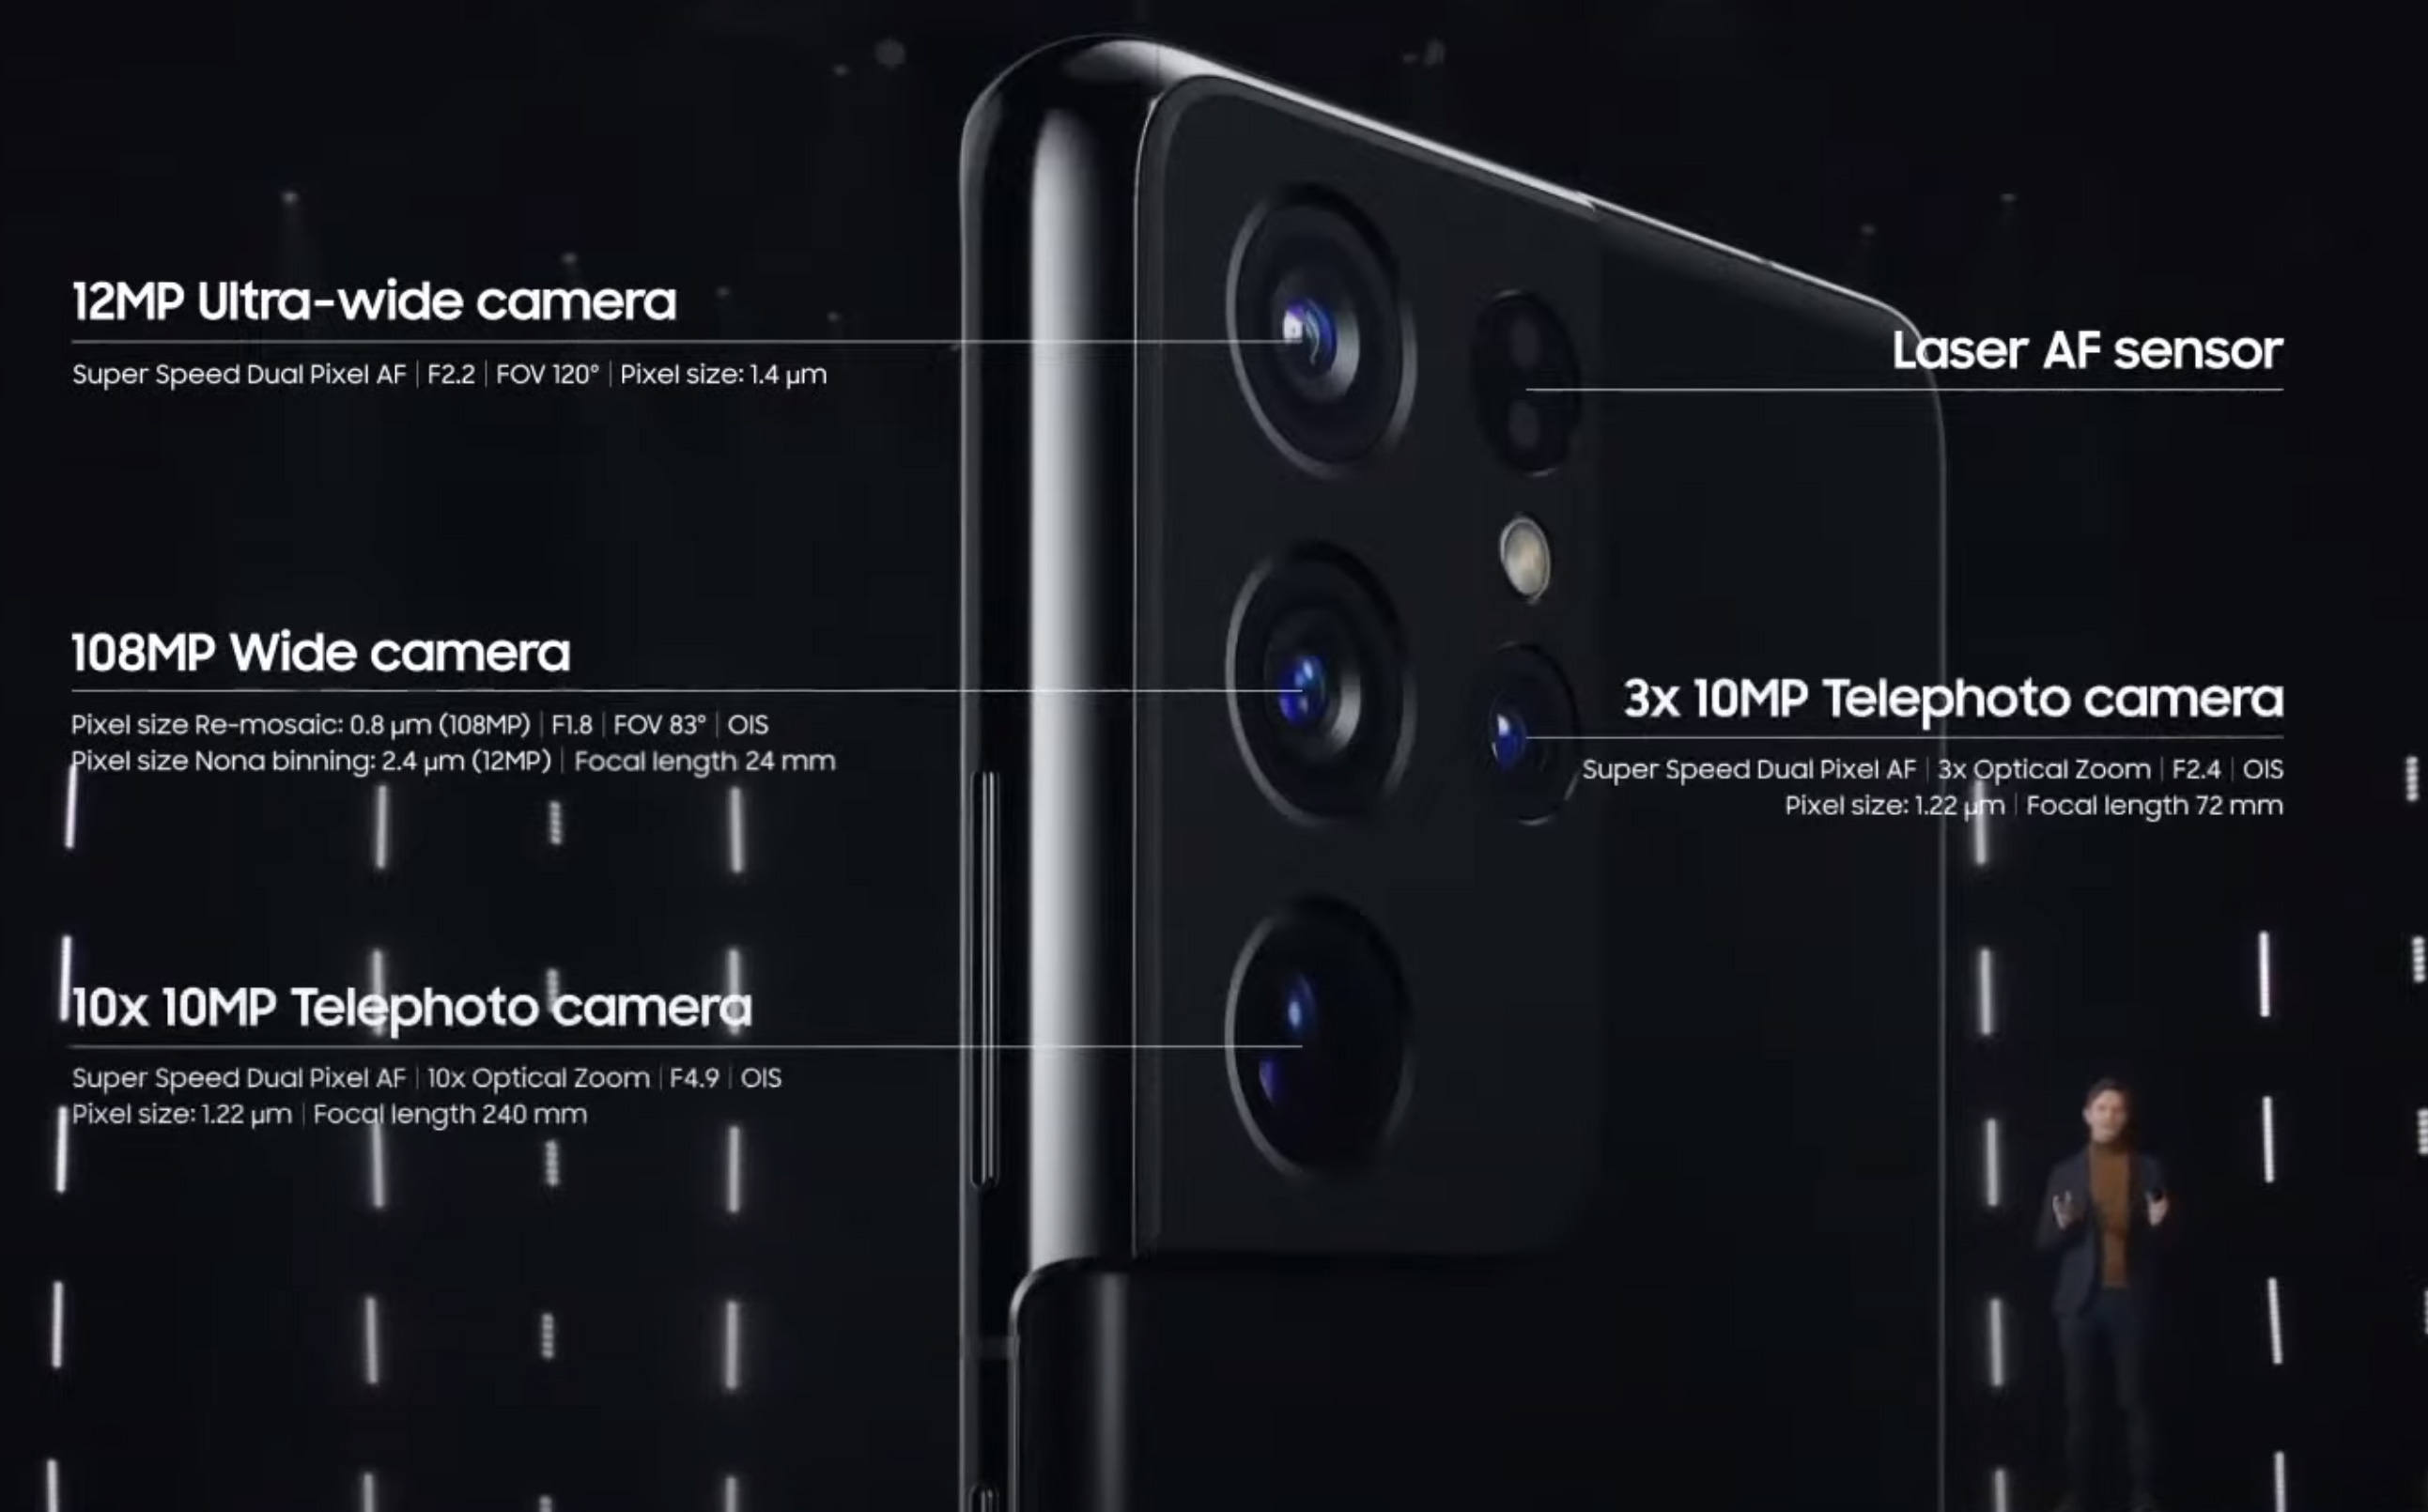 12MP Ultra-wide camera
Super Speed Dual Pixel AF | F2.2 | FOV 120° | Pixel size: 1.4 µm
Laser AF sensor
108MP Wide camera
Pixel size Re-mosaic: 0.8 µm (108MP) | F1.8 | FOV 83° | OIS
Pixel size Nona binning: 2.4 µm (12MP) | Focal length 24 mm
3x 10MP Telephoto camera
Super Speed Dual Pixel AF | 3x Optical Zoom | F2.4 | OIS
Pixel size: 1.22 µm | Focal length 72 mm
10x 10MP Telephoto camera
Super Speed Dual Pixel AF | 10x Optical Zoom | F4.9 | OIS
Pixel size: 1.22 µm | Focal length 240 mm